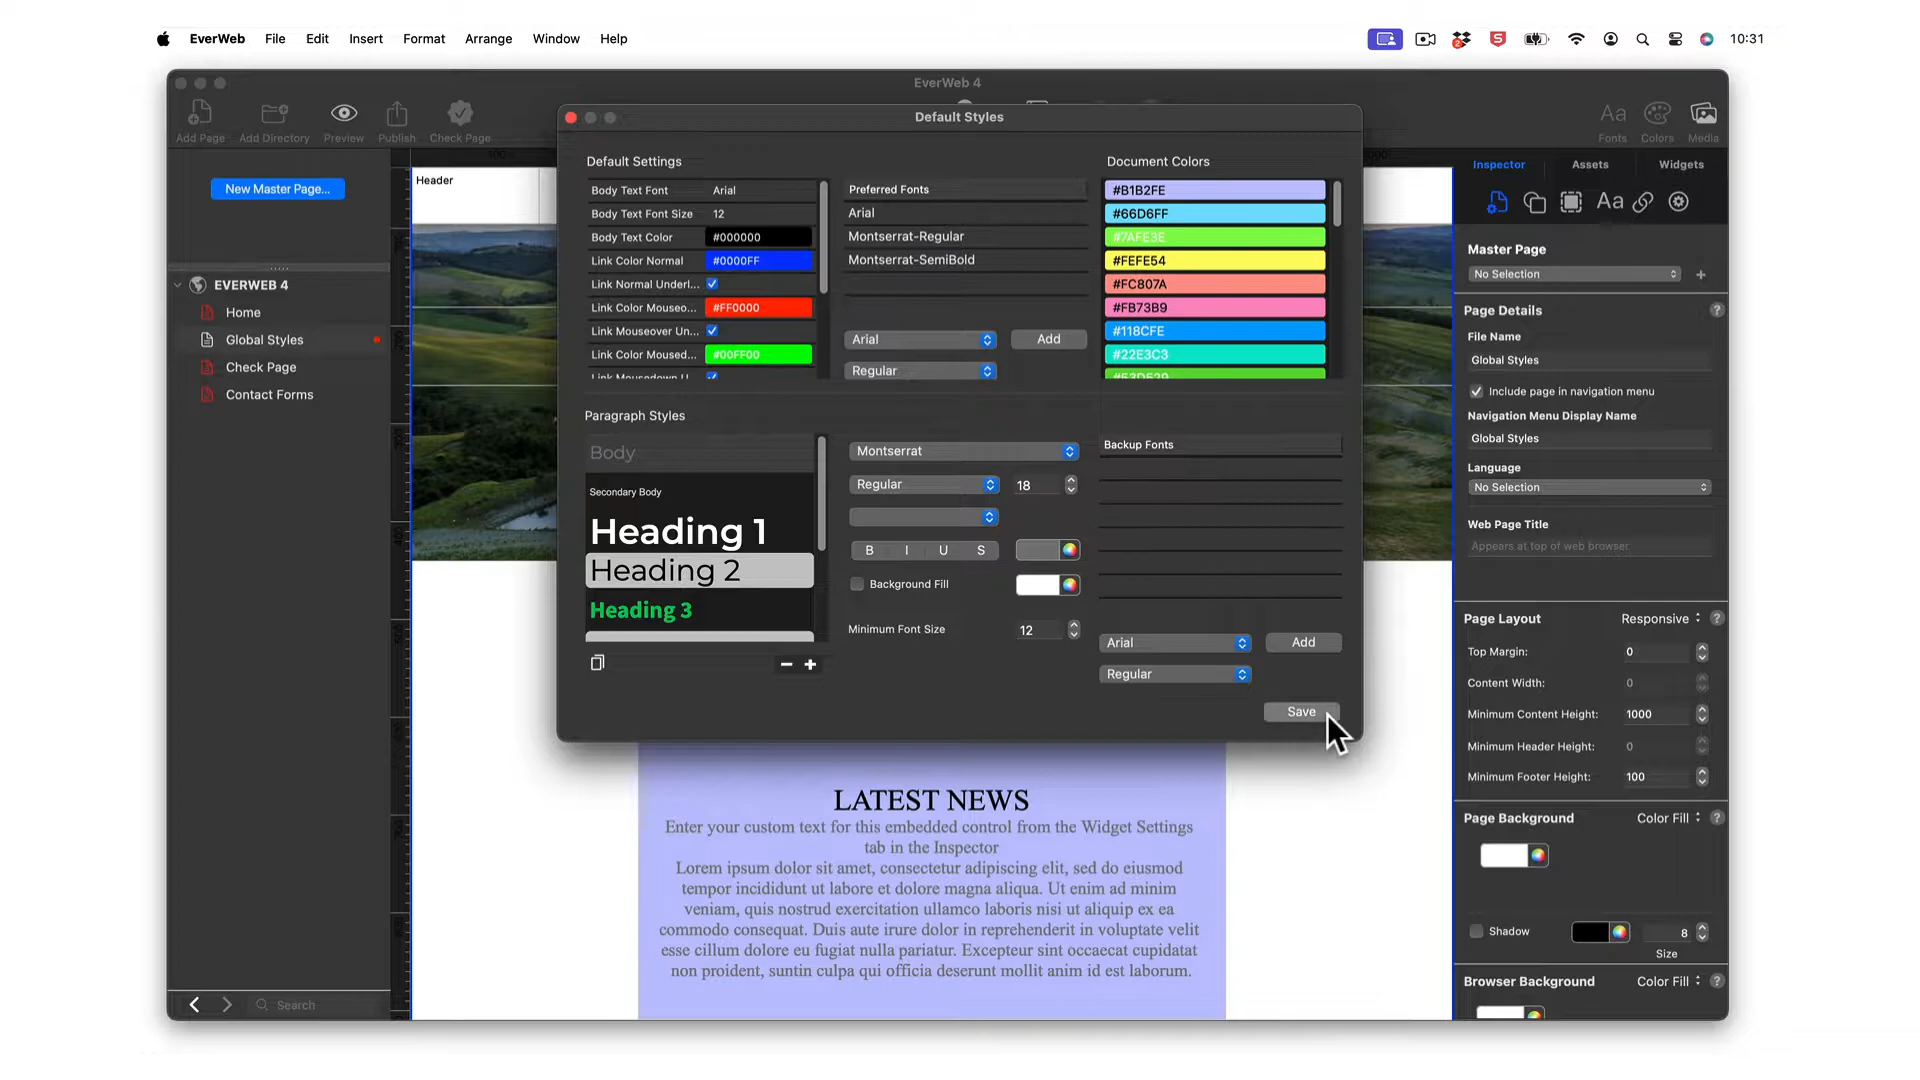 EverWeb File Edit Insert Format Arrange Window Help 10:31
EverWeb 4
Add Page Add Directory Preview Publish Check Page Fonts Colors Media
Default Styles
New Master Page...
EVERWEB 4
Home
Global Styles
Check Page
Contact Forms
Search
Header
Default Settings
Body Text Font Arial
Body Text Font Size 12
Body Text Color #000000
Link Color Normal #0000FF
Link Normal Underl...
Link Color Mouseo... #FF0000
Link Mouseover Un...
Link Color Moused... #00FF00
Link Mousedown U...
Preferred Fonts
Arial
Montserrat-Regular
Montserrat-SemiBold
Arial Add
Regular
Document Colors
#B1B2FE
#66D6FF
#7AFE3E
#FEFE54
#FC807A
#FB73B9
#118CFE
#22E3C3
#53D529
Paragraph Styles
Body
Secondary Body
Heading 1
Heading 2
Heading 3
Montserrat
Regular 18
B I U S
Background Fill
Minimum Font Size 12
Backup Fonts
Arial Add
Regular
Save
LATEST NEWS
Enter your custom text for this embedded control from the Widget Settings
tab in the Inspector
Lorem ipsum dolor sit amet, consectetur adipiscing elit, sed do eiusmod
tempor incididunt ut labore et dolore magna aliqua. Ut enim ad minim
veniam, quis nostrud exercitation ullamco laboris nisi ut aliquip ex ea
commodo consequat. Duis aute irure dolor in reprehenderit in voluptate velit
esse cillum dolore eu fugiat nulla pariatur. Excepteur sint occaecat cupidatat
non proident, suntin culpa qui officia deserunt mollit anim id est laborum.
Inspector Assets Widgets
Aa
Master Page
No Selection
Page Details ?
File Name
Global Styles
Include page in navigation menu
Navigation Menu Display Name
Global Styles
Language
No Selection
Web Page Title
Appears at top of web browser
Page Layout Responsive ?
Top Margin: 0
Content Width: 0
Minimum Content Height: 1000
Minimum Header Height: 0
Minimum Footer Height: 100
Page Background Color Fill ?
Shadow 8
Size
Browser Background Color Fill ?